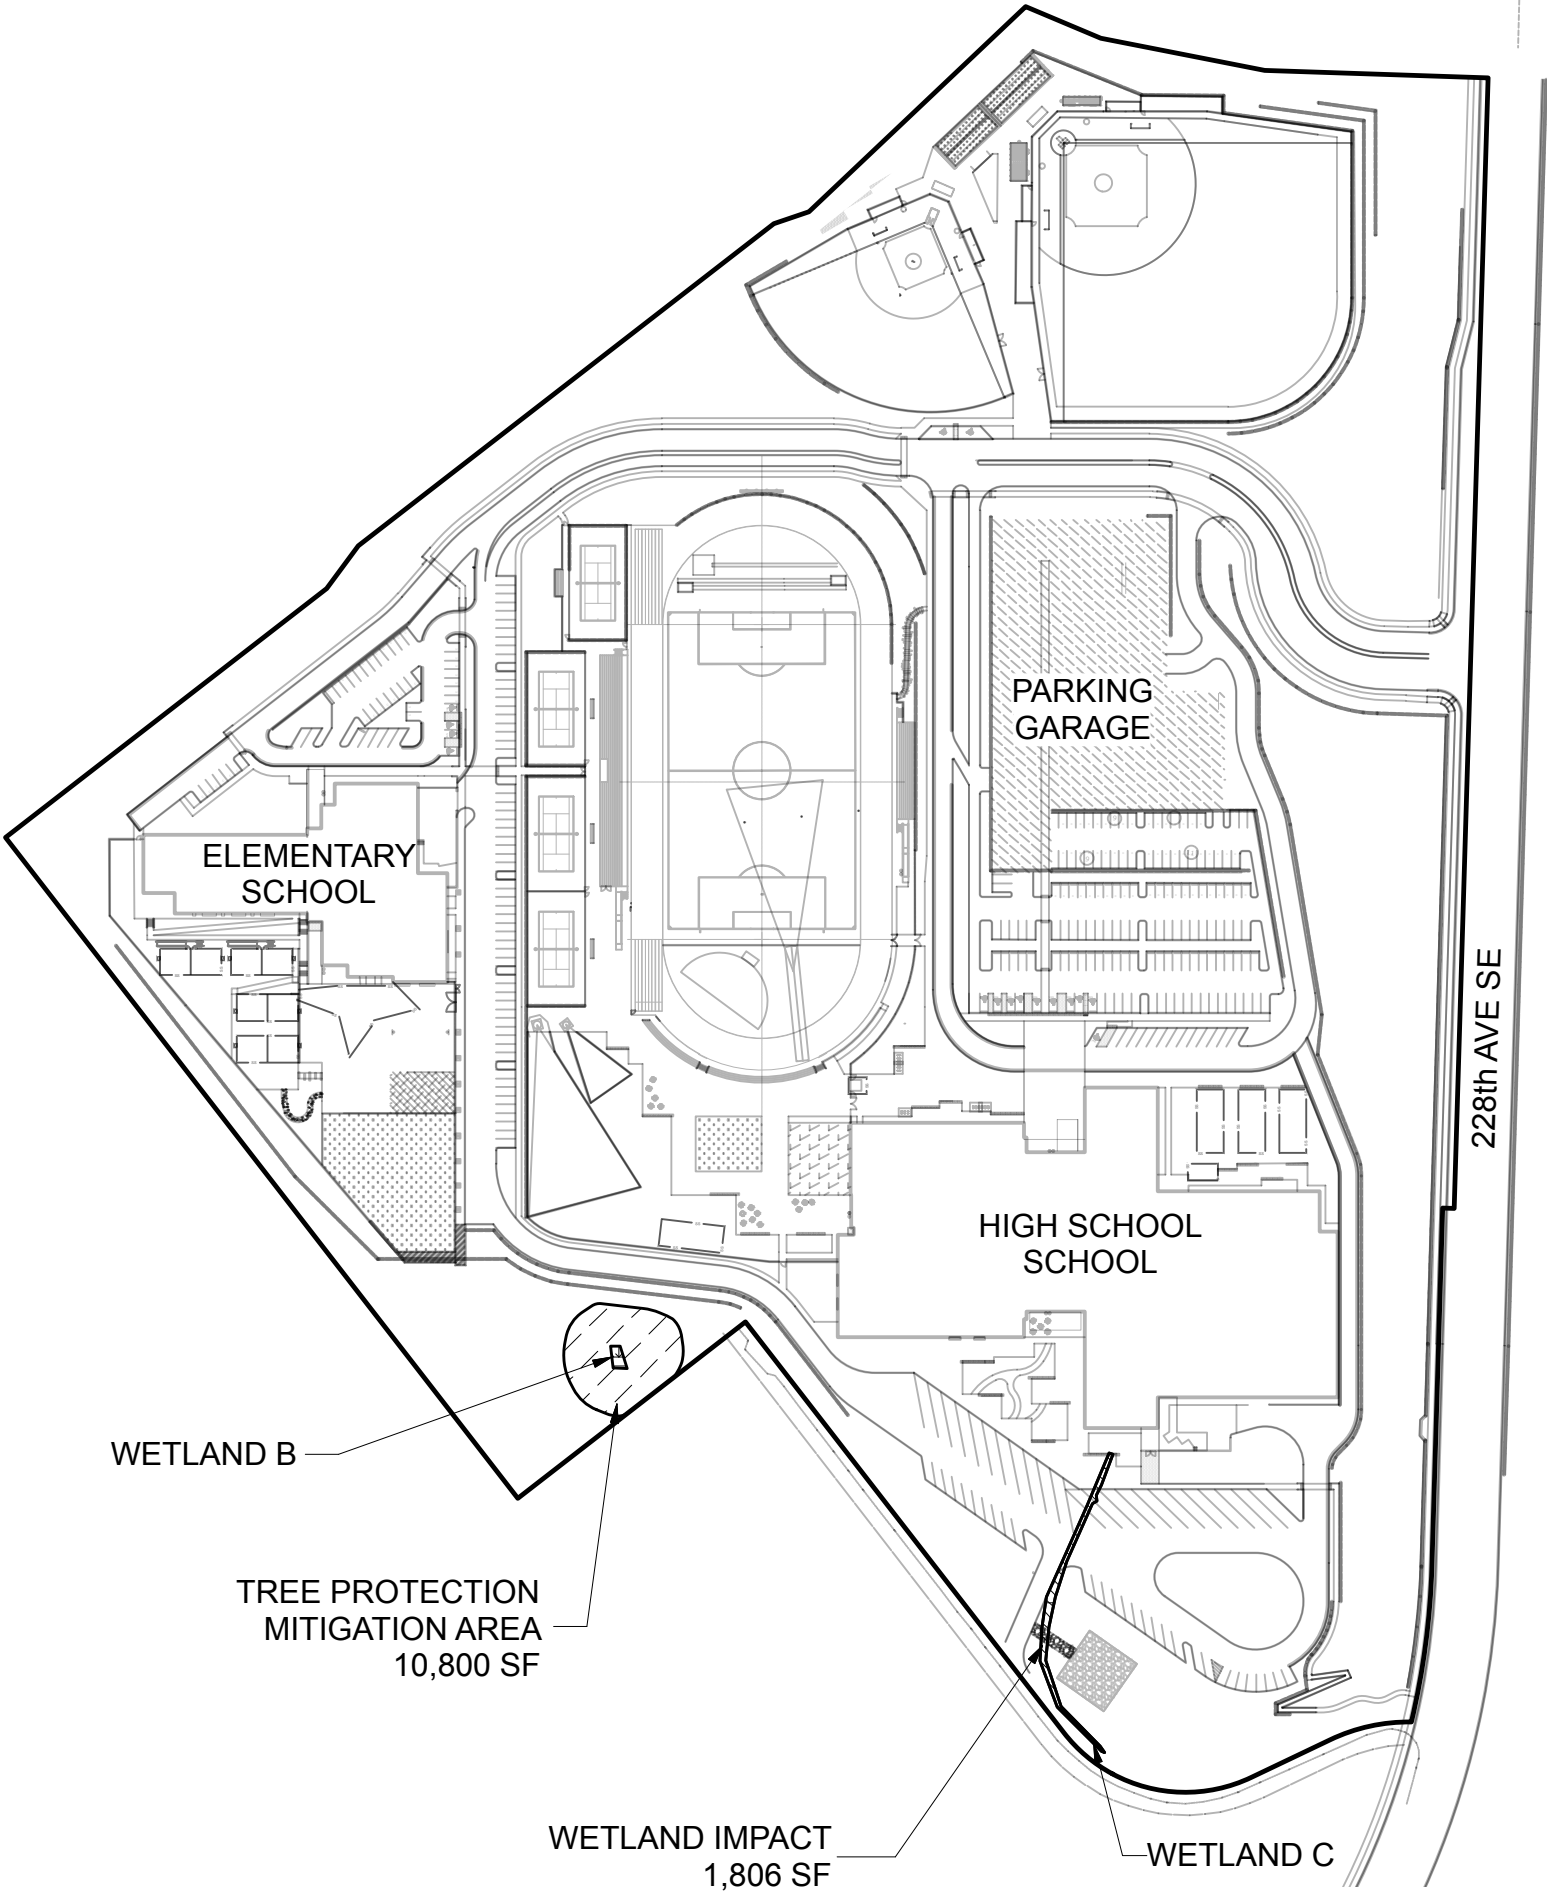 PARKING
GARAGE
ELEMENTARY
SCHOOL
228th AVE SE
HIGH SCHOOL
SCHOOL
WETLAND B
TREE PROTECTION
MITIGATION AREA
10,800 SF
WETLAND IMPACT
1,806 SF
WETLAND C